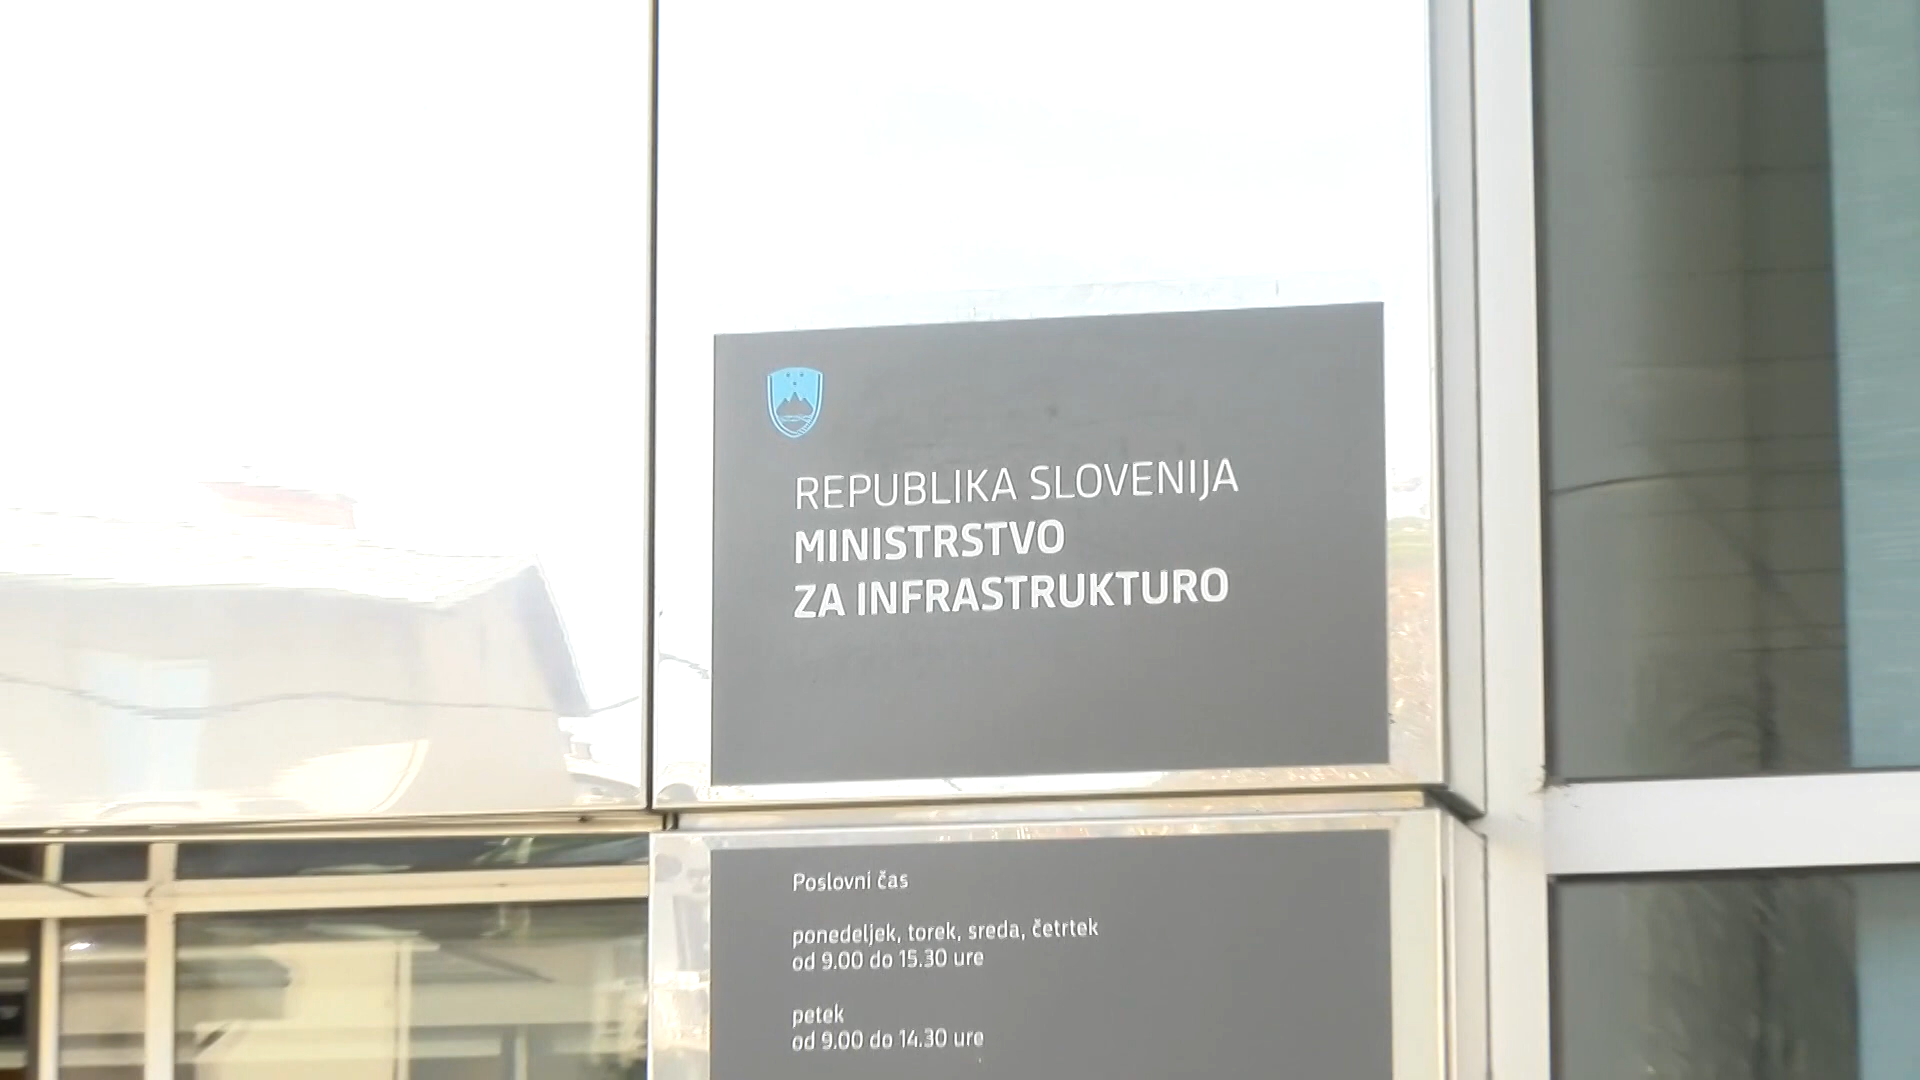 REPUBLIKA SLOVENIJA
MINISTRSTVO
ZA INFRASTRUKTURO
Poslovni čas
ponedeljek, torek, sreda, četrtek
od 9.00 do 15.30 ure
petek
od 9.00 do 14.30 ure